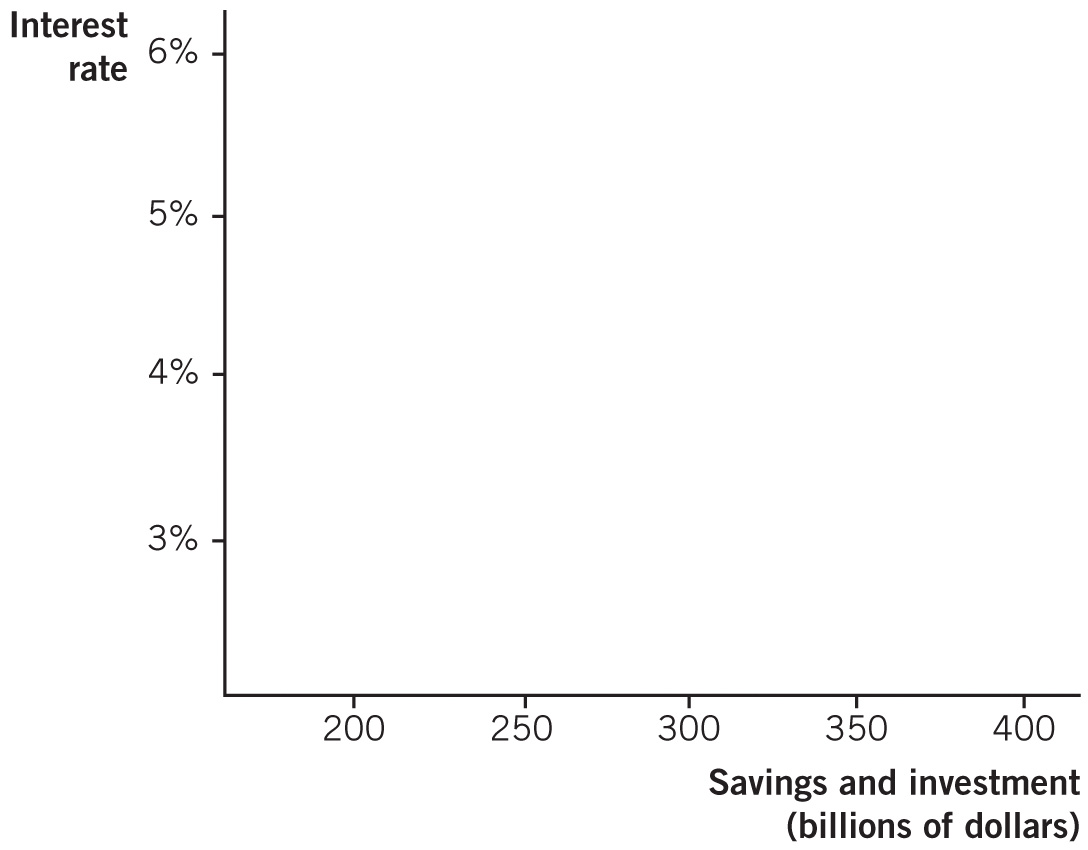 Interest
rate
6%
5%
4%
3%
200 250 300 350 400
Savings and investment
(billions of dollars)